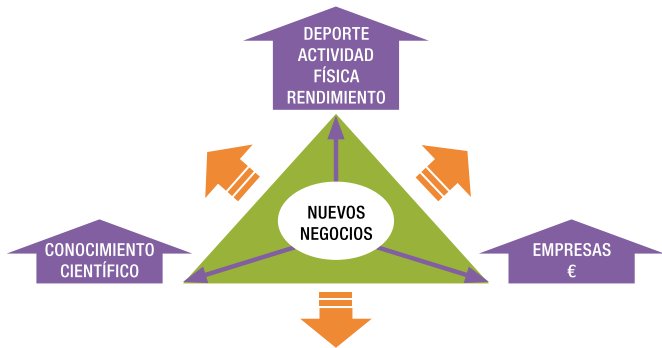 DEPORTE
ACTIVIDAD
FÍSICA
RENDIMIENTO
NUEVOS
NEGOCIOS
CONOCIMIENTO
CIENTÍFICO
EMPRESAS
€